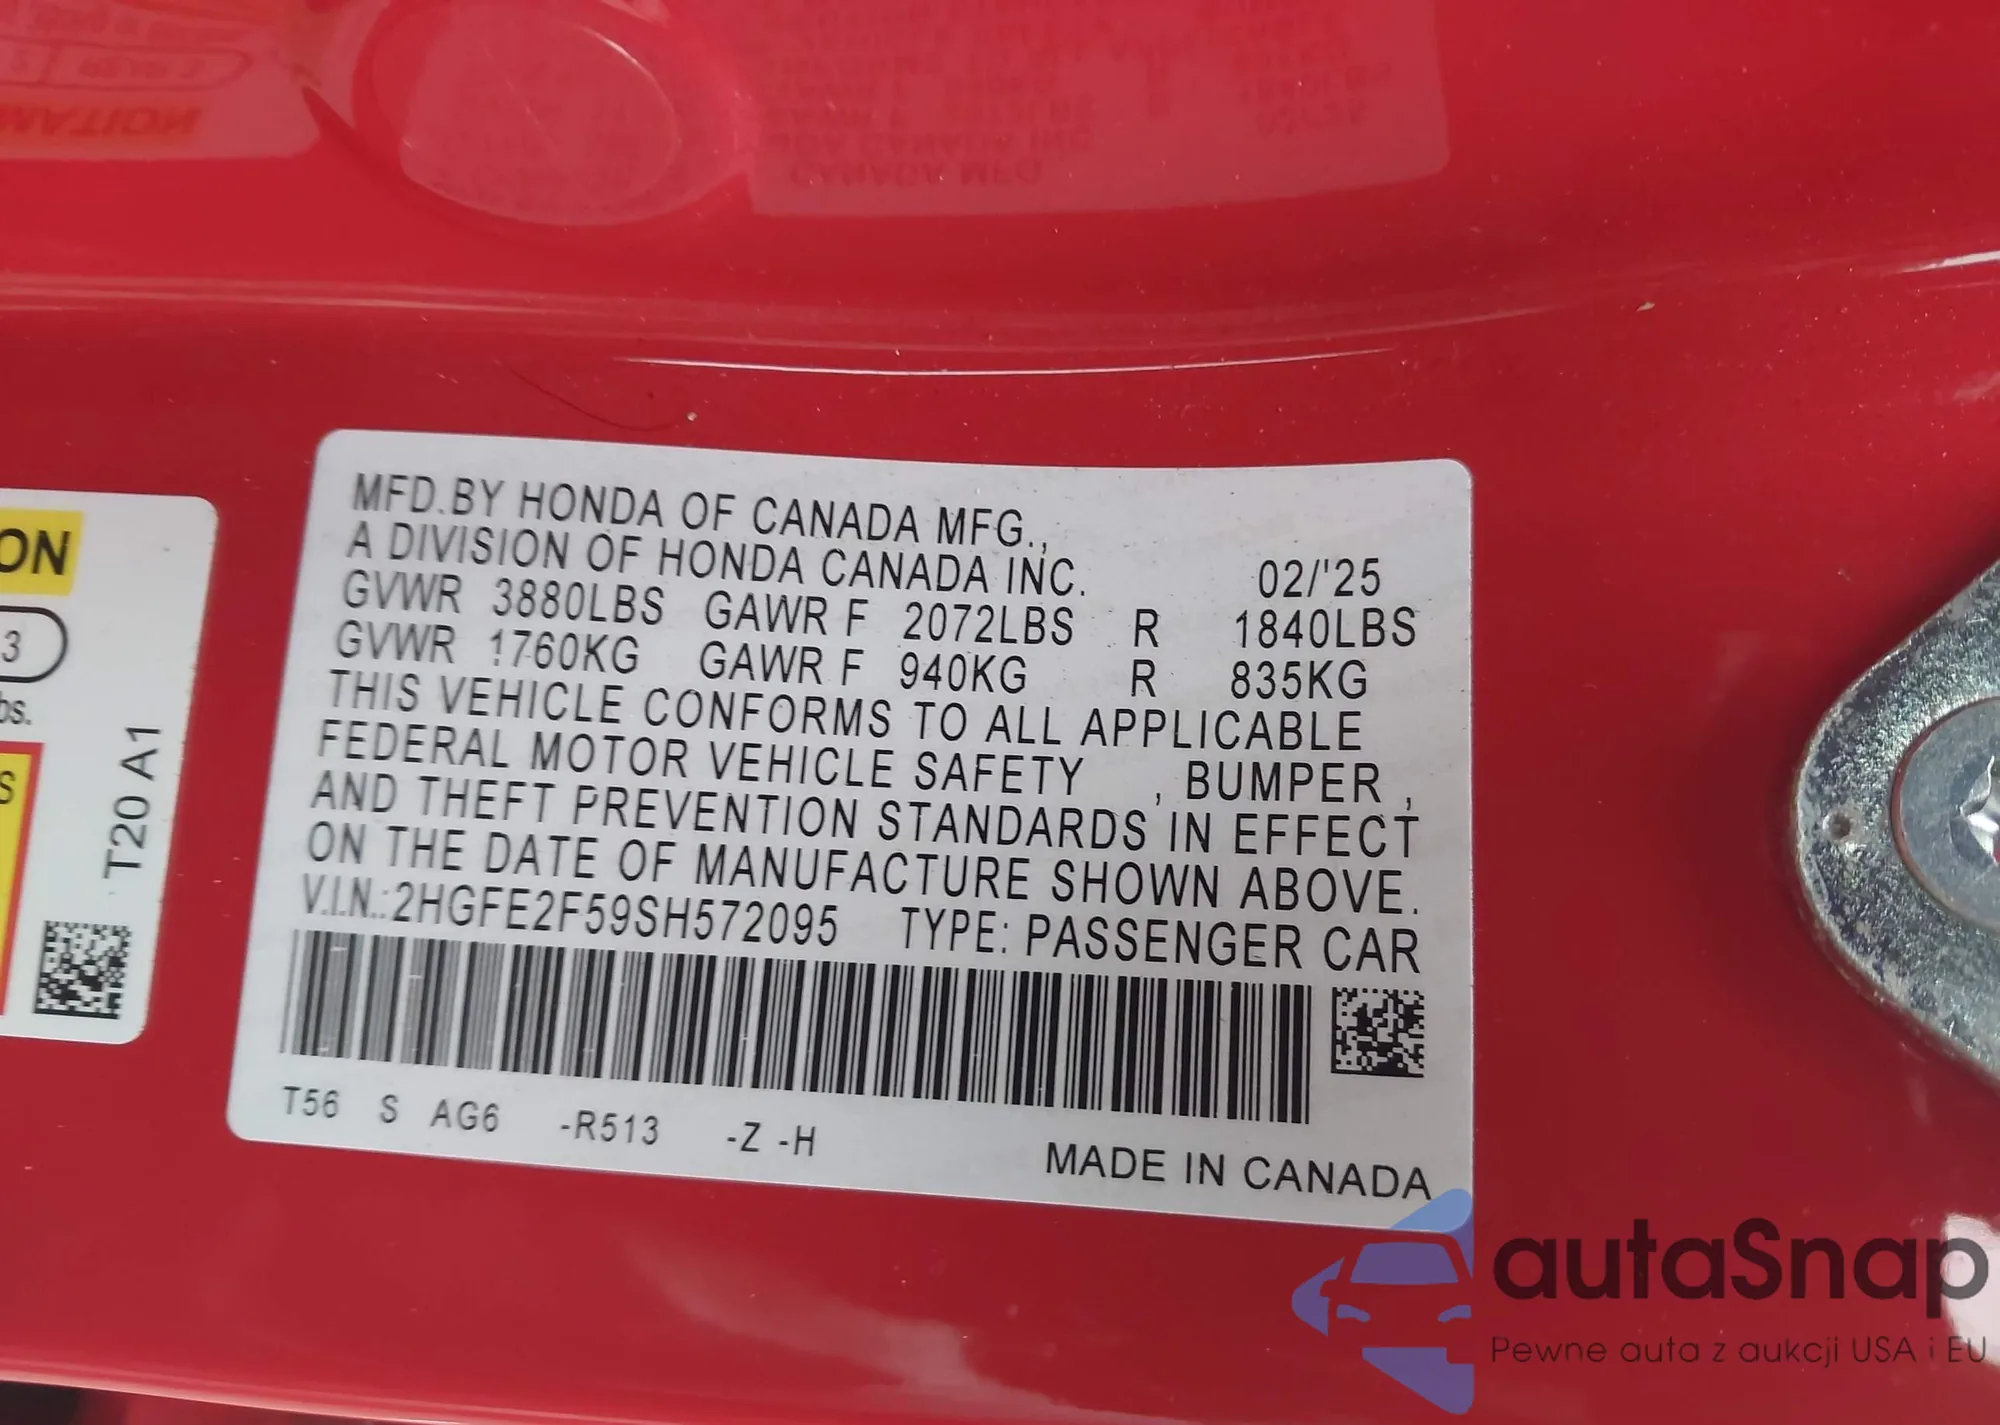 MFD.BY HONDA OF CANADA MFG.,
A DIVISION OF HONDA CANADA INC. 02/'25
GVWR 3880LBS GAWR F 2072LBS R 1840LBS
GVWR 1760KG GAWR F 940KG R 835KG
THIS VEHICLE CONFORMS TO ALL APPLICABLE
FEDERAL MOTOR VEHICLE SAFETY , BUMPER ,
AND THEFT PREVENTION STANDARDS IN EFFECT
ON THE DATE OF MANUFACTURE SHOWN ABOVE.
V.I.N.:2HGFE2F59SH572095 TYPE: PASSENGER CAR
T56 S AG6 -R513 -Z -H
MADE IN CANADA
ON
3
bs.
S
T20 A1
autaSnap
Pewne auta z aukcji USA i EU